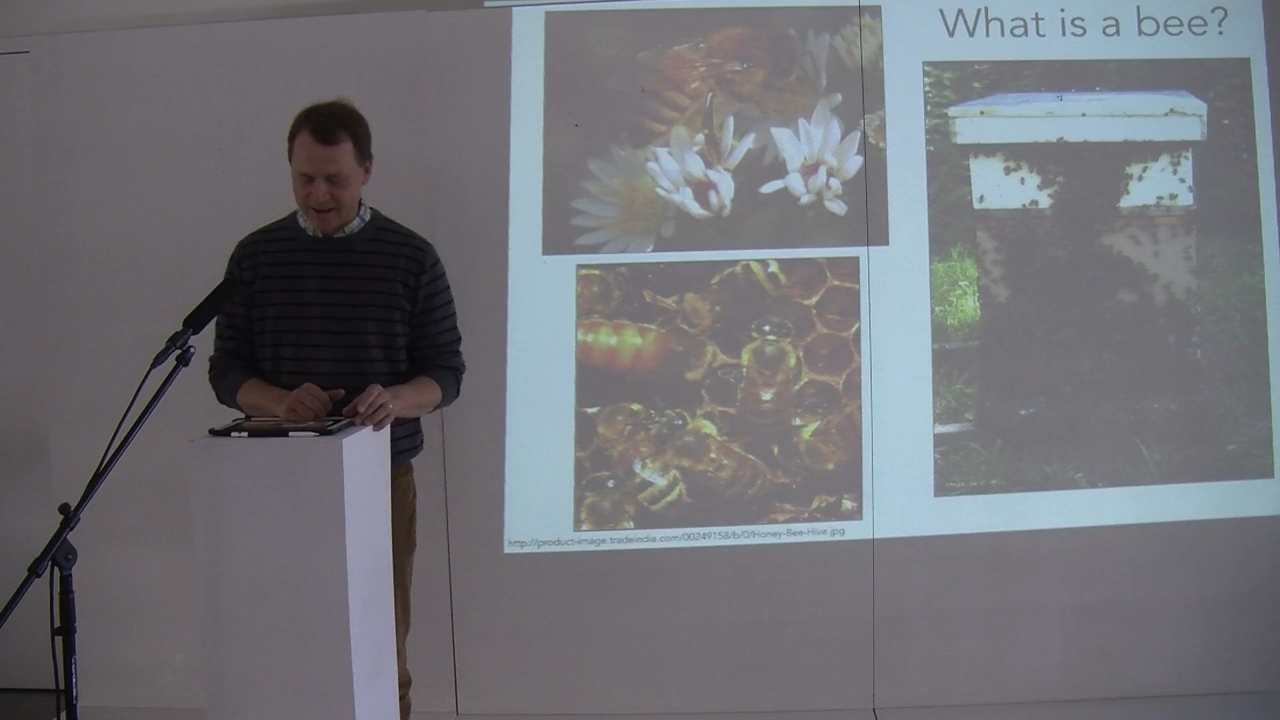 What is a bee?
http://product-image.tradeindia.com/00249158/b/0/Honey-Bee-Hive.jpg